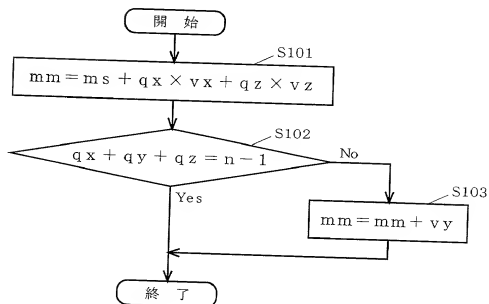 開 始
S101
mm=ms+qx×vx+qz×vz
S102
qx+qy+qz=n-1
No
Yes
S103
mm=mm+vy
終 了